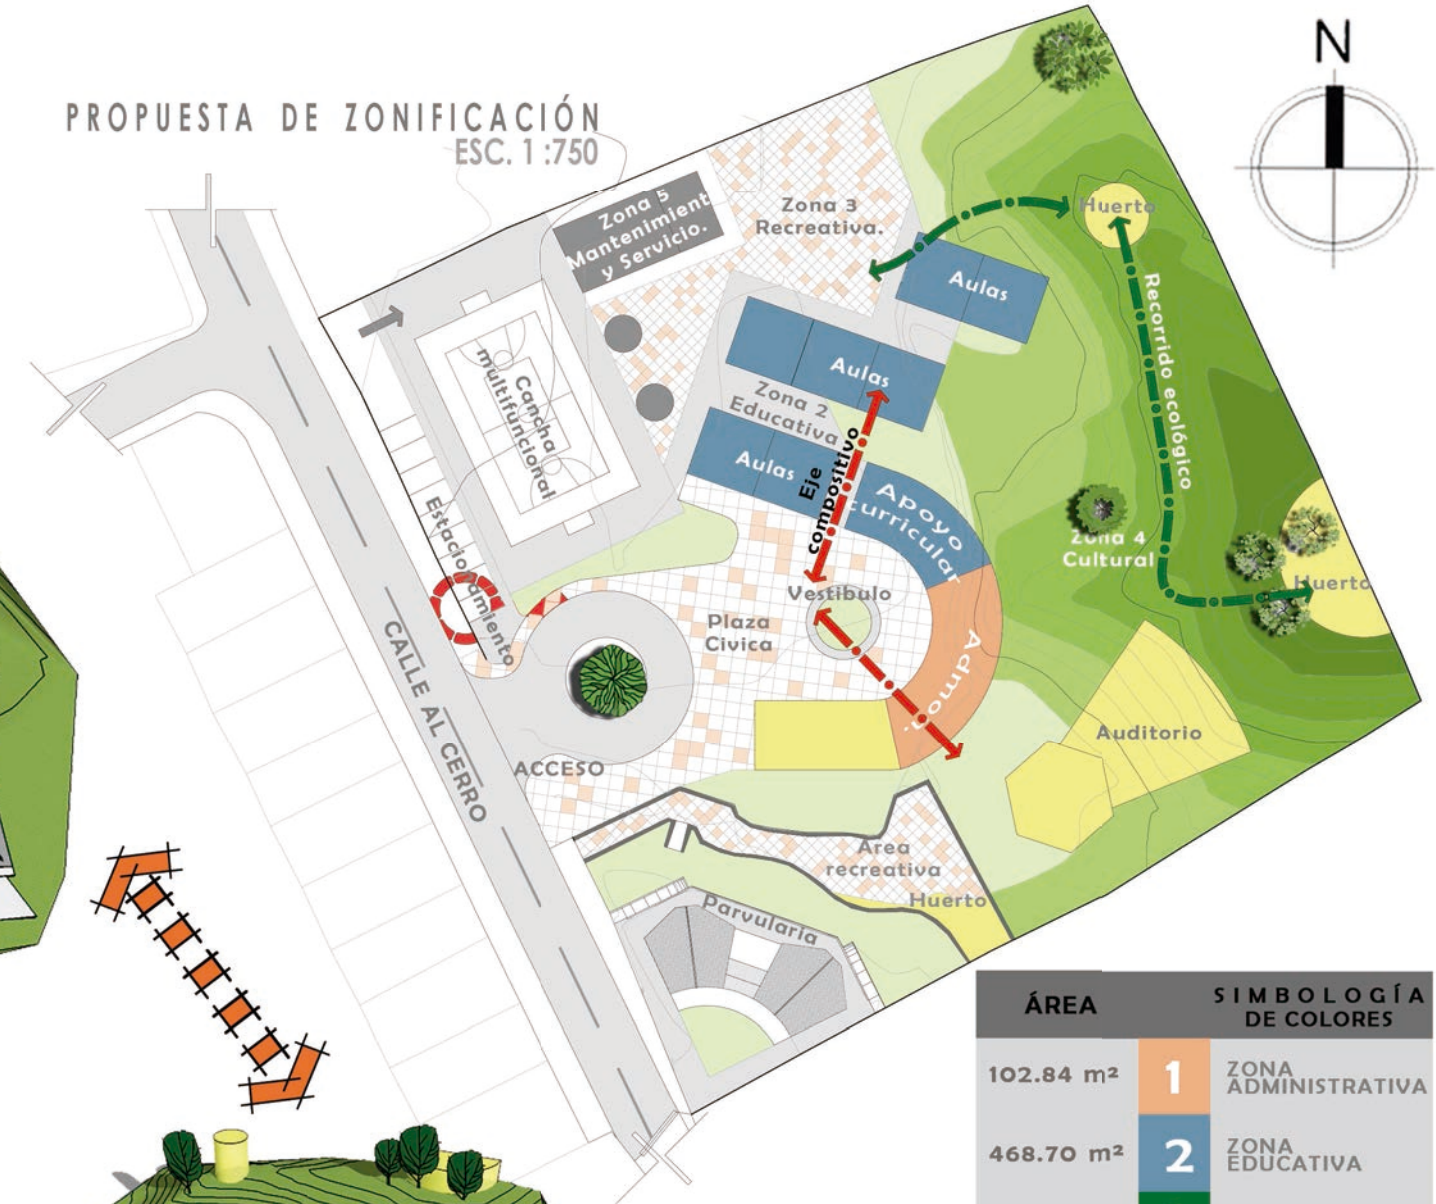 PROPUESTA DE ZONIFICACIÓN
ESC. 1:750
N
Zona 5
Mantenimient
y Servicio.
Zona 3
Recreativa.
Huerto
Aulas
Recorrido ecológico
Cancha
multifuncional
Aulas
Zona 2
Educativa
Aulas
Eje
compositivo
Apoyo
curricular
Estacionamiento
Zona 4
Cultural
Huerto
Vestibulo
Plaza
Civica
Admon.
CALLE AL CERRO
Auditorio
ACCESO
Area
recreativa
Huerto
Parvularia
ÁREA
SIMBOLOGÍA
DE COLORES
102.84 m²
1
ZONA
ADMINISTRATIVA
468.70 m²
2
ZONA
EDUCATIVA